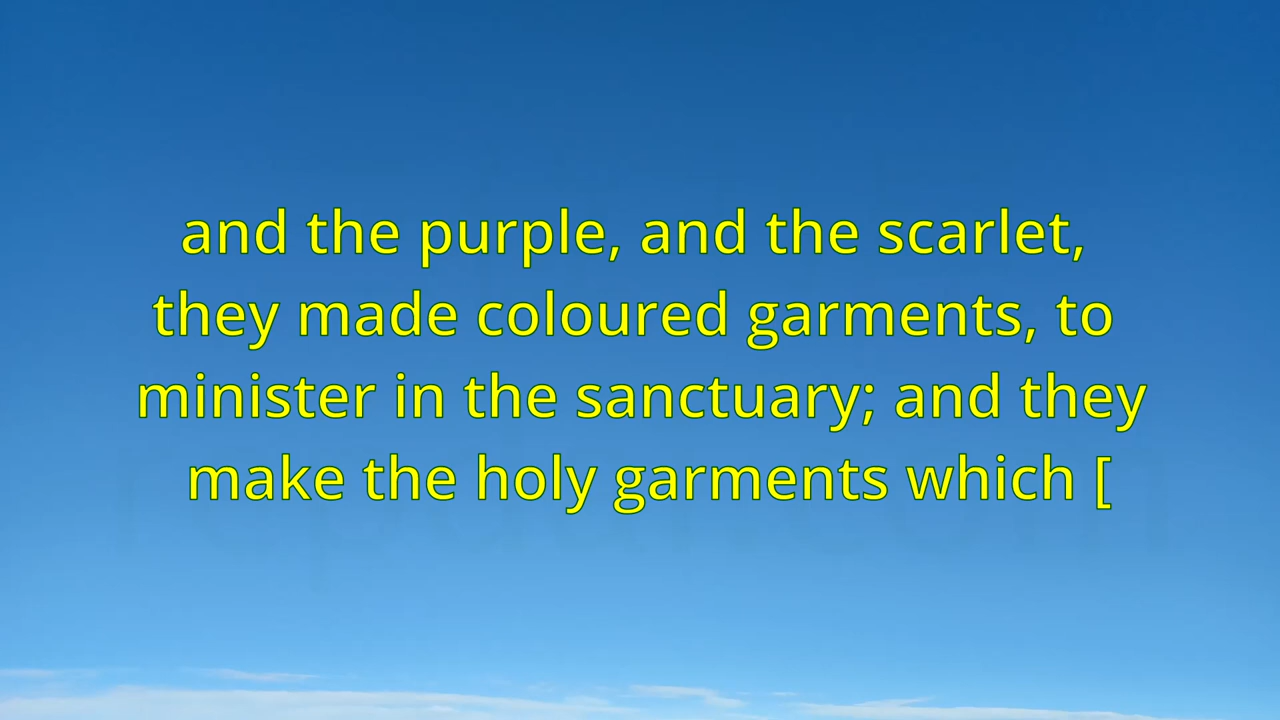 and the purple, and the scarlet,
they made coloured garments, to
minister in the sanctuary; and they
make the holy garments which [